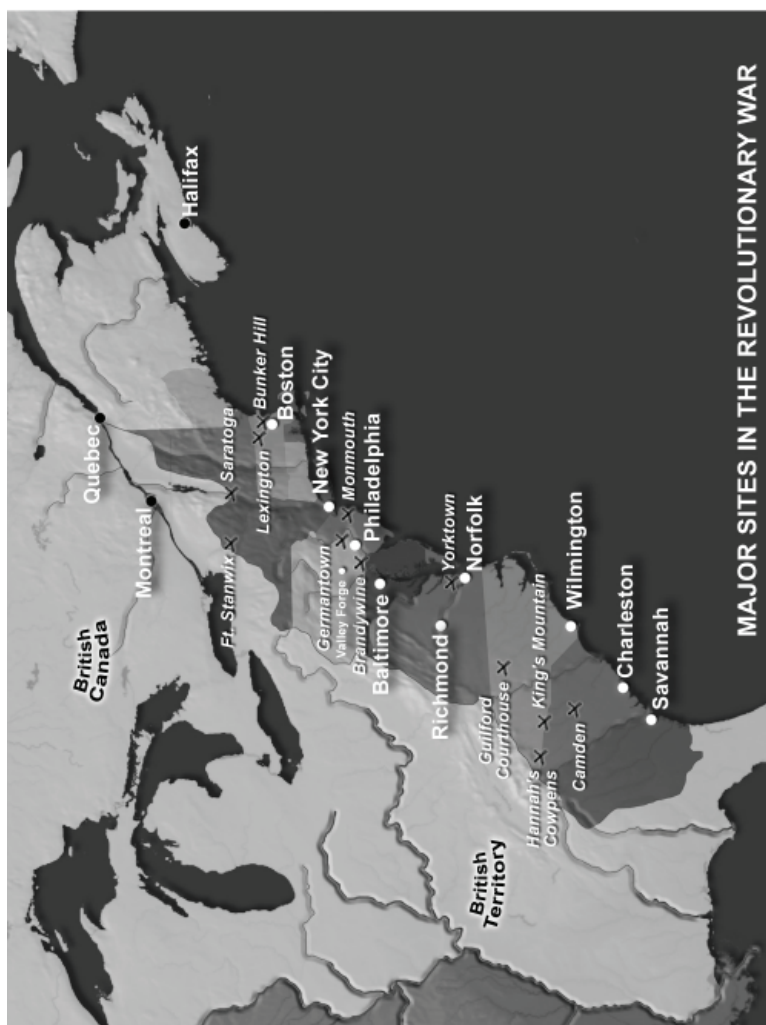 Halifax
Quebec
Montreal
British
Canada
Saratoga
Ft. Stanwix
Bunker Hill
Lexington
Boston
New York City
Monmouth
Germantown
Valley Forge
Philadelphia
Brandywine
Baltimore
Yorktown
Norfolk
Richmond
Guilford
Courthouse
King's Mountain
Wilmington
Hannah's
Cowpens
Camden
Charleston
Savannah
British
Territory
MAJOR SITES IN THE REVOLUTIONARY WAR